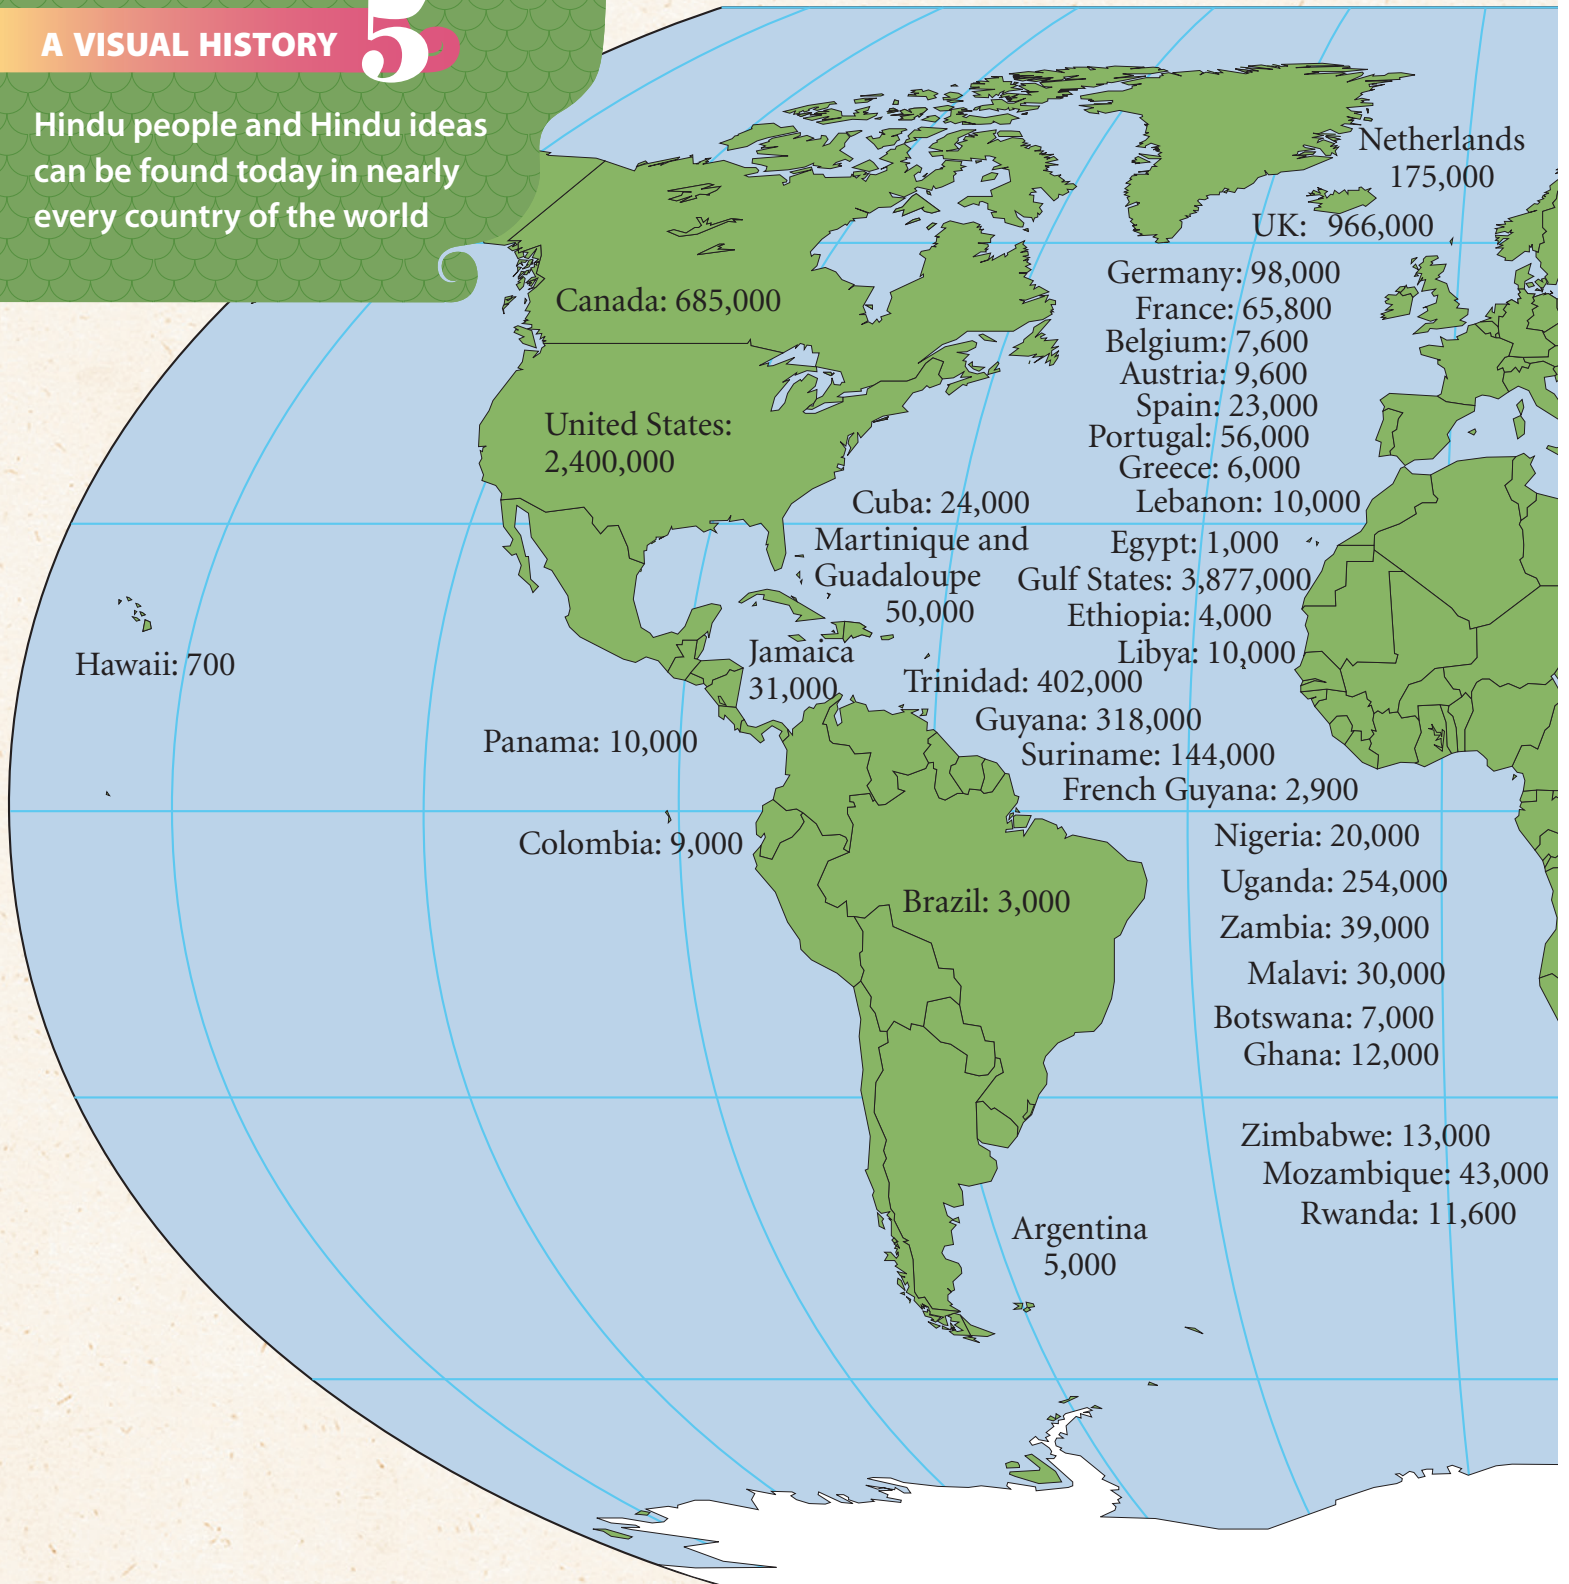 A VISUAL HISTORY 5
Hindu people and Hindu ideas
can be found today in nearly
every country of the world
Netherlands
175,000
UK: 966,000
Germany: 98,000
France: 65,800
Belgium: 7,600
Austria: 9,600
Spain: 23,000
Portugal: 56,000
Greece: 6,000
Lebanon: 10,000
Egypt: 1,000
Gulf States: 3,877,000
Ethiopia: 4,000
Libya: 10,000
Canada: 685,000
United States:
2,400,000
Cuba: 24,000
Martinique and
Guadaloupe
50,000
Jamaica
31,000
Hawaii: 700
Trinidad: 402,000
Guyana: 318,000
Suriname: 144,000
French Guyana: 2,900
Panama: 10,000
Colombia: 9,000
Brazil: 3,000
Nigeria: 20,000
Uganda: 254,000
Zambia: 39,000
Malavi: 30,000
Botswana: 7,000
Ghana: 12,000
Zimbabwe: 13,000
Mozambique: 43,000
Rwanda: 11,600
Argentina
5,000